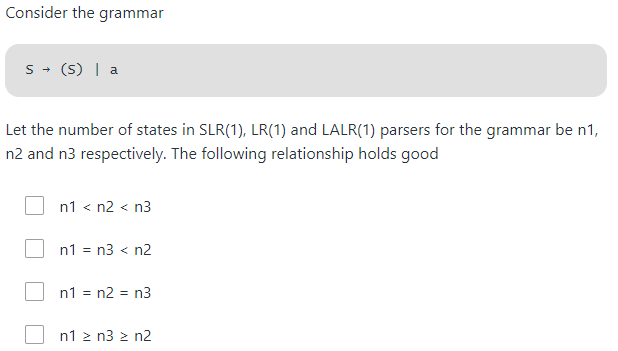 Consider the grammar
S → (S) | a
Let the number of states in SLR(1), LR(1) and LALR(1) parsers for the grammar be n1,
n2 and n3 respectively. The following relationship holds good
n1 < n2 < n3
n1 = n3 < n2
n1 = n2 = n3
n1 ≥ n3 ≥ n2